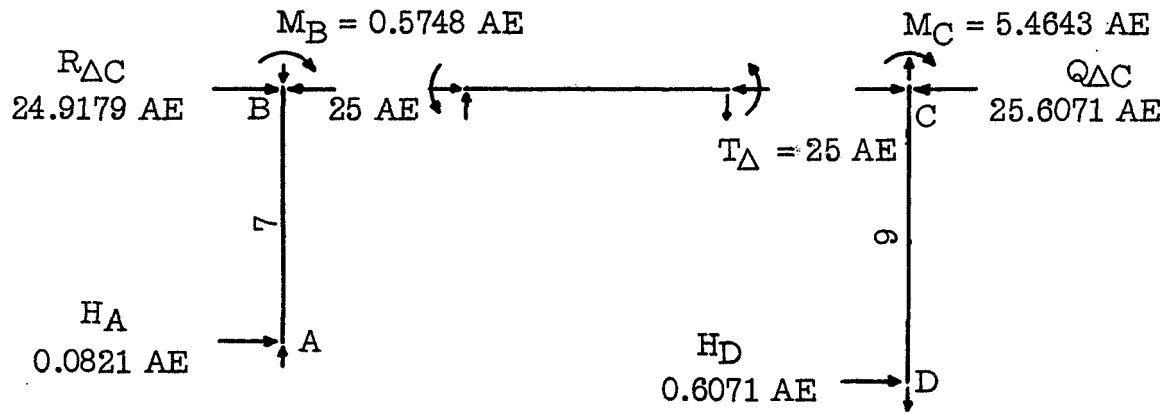 M_B = 0.5748 AE
M_C = 5.4643 AE
R_ΔC
24.9179 AE
B
25 AE
C
Q_ΔC
25.6071 AE
T_Δ = 25 AE
7
9
H_A
0.0821 AE
A
H_D
0.6071 AE
D